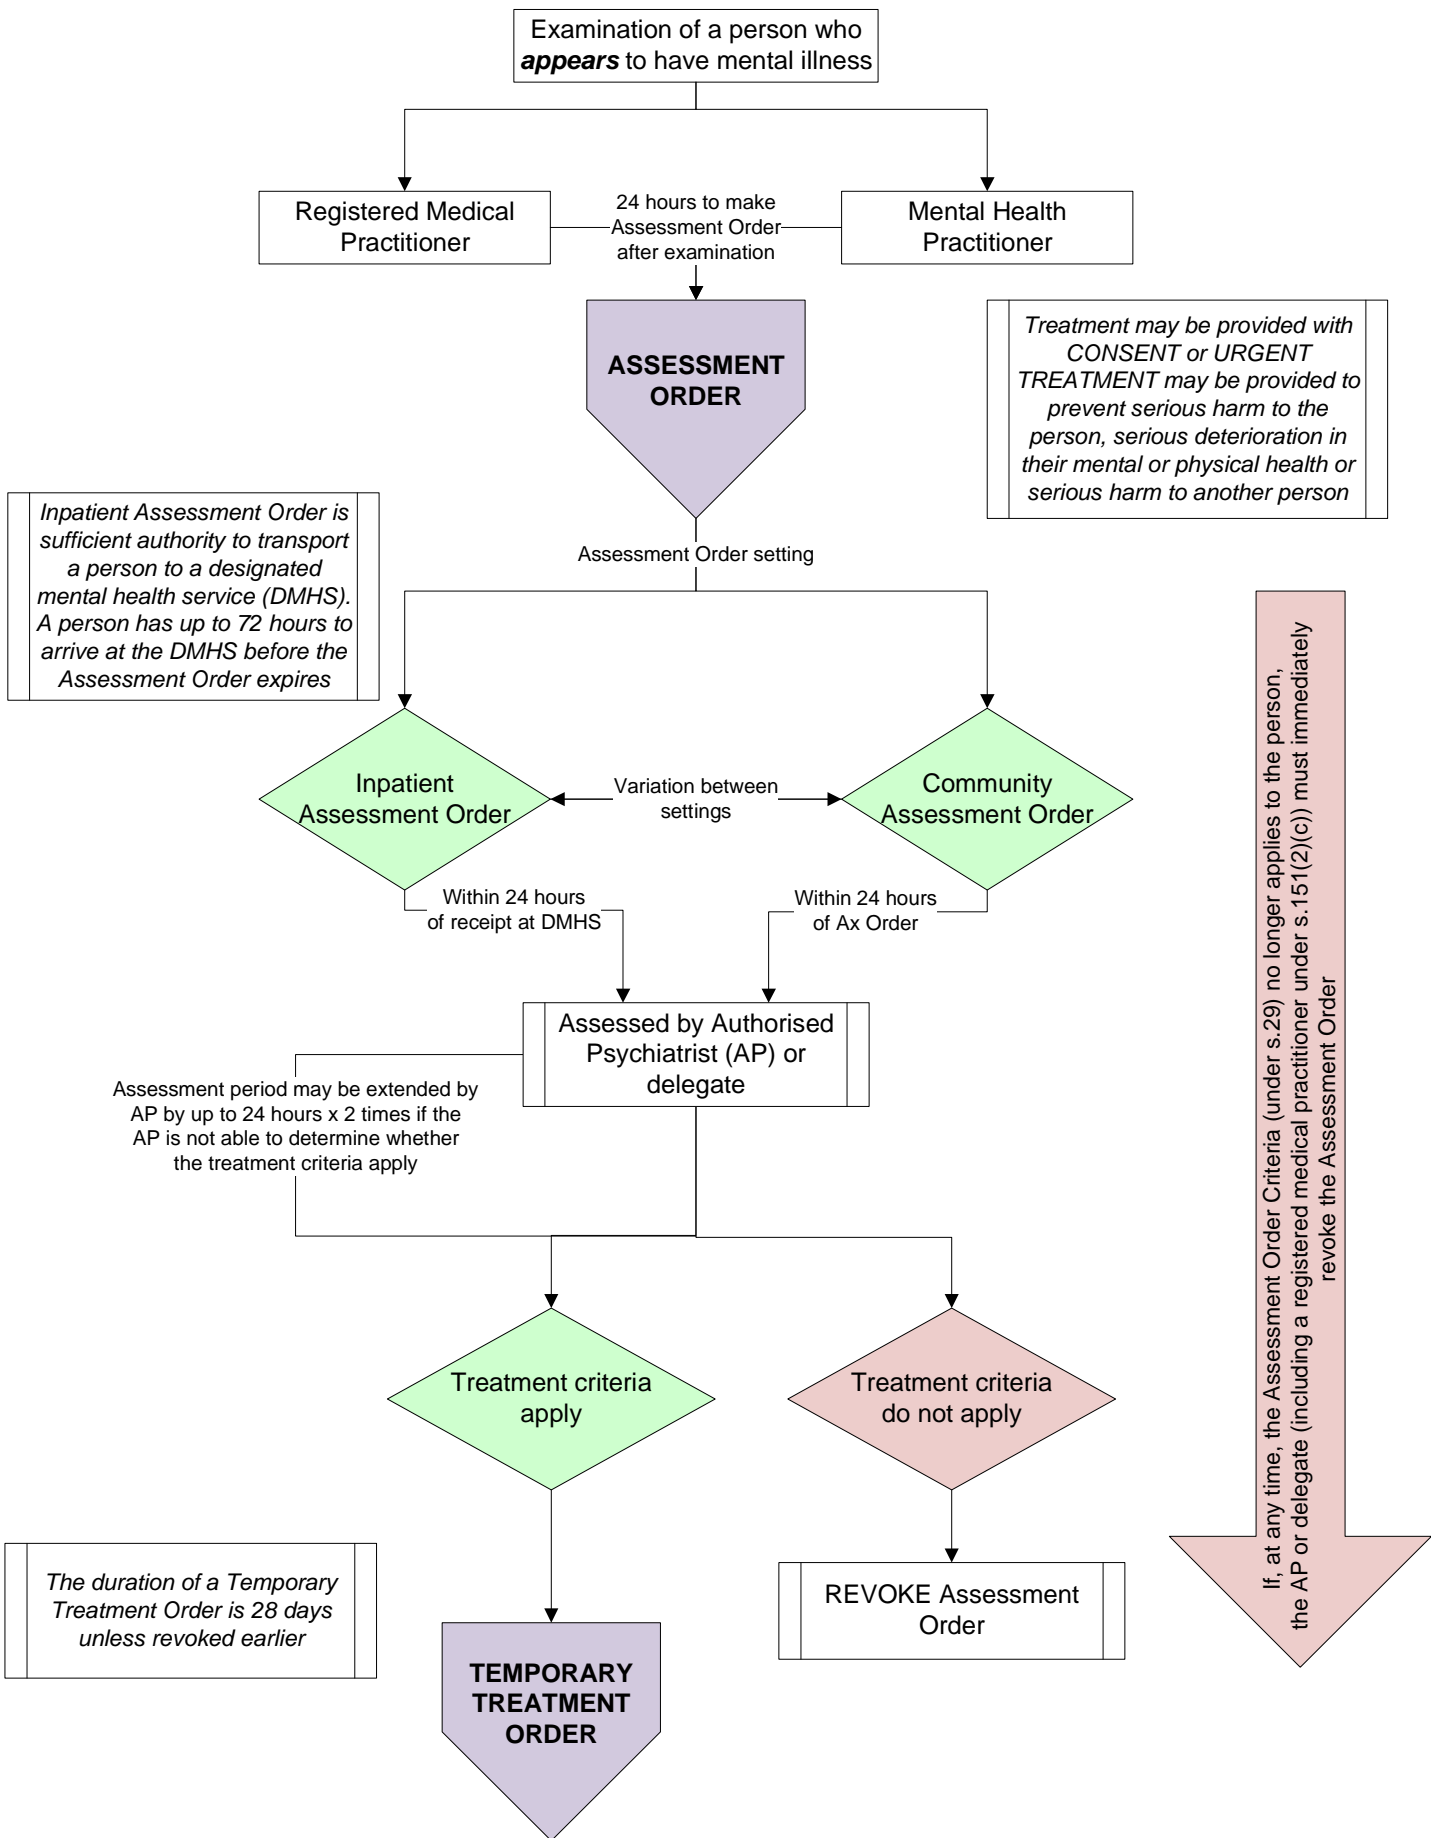 Examination of a person who
appears to have mental illness
Registered Medical
Practitioner
24 hours to make
Assessment Order
after examination
Mental Health
Practitioner
ASSESSMENT
ORDER
Treatment may be provided with
CONSENT or URGENT
TREATMENT may be provided to
prevent serious harm to the
person, serious deterioration in
their mental or physical health or
serious harm to another person
Inpatient Assessment Order is
sufficient authority to transport
a person to a designated
mental health service (DMHS).
A person has up to 72 hours to
arrive at the DMHS before the
Assessment Order expires
Assessment Order setting
Inpatient
Assessment Order
Variation between
settings
Community
Assessment Order
Within 24 hours
of receipt at DMHS
Within 24 hours
of Ax Order
Assessed by Authorised
Psychiatrist (AP) or
delegate
Assessment period may be extended by
AP by up to 24 hours x 2 times if the
AP is not able to determine whether
the treatment criteria apply
If, at any time, the Assessment Order Criteria (under s.29) no longer applies to the person,
the AP or delegate (including a registered medical practitioner under s.151(2)(c)) must immediately
revoke the Assessment Order
Treatment criteria
apply
Treatment criteria
do not apply
The duration of a Temporary
Treatment Order is 28 days
unless revoked earlier
REVOKE Assessment
Order
TEMPORARY
TREATMENT
ORDER